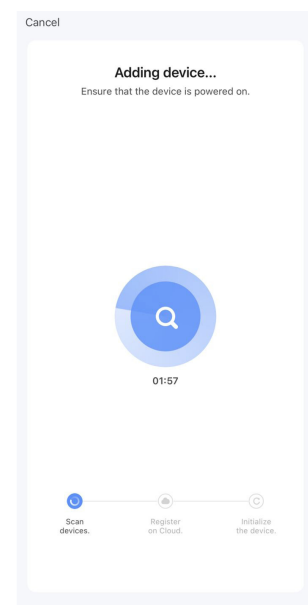 Cancel
Adding device...
Ensure that the device is powered on.
01:57
Scan devices.
Register on Cloud.
Initialize the device.